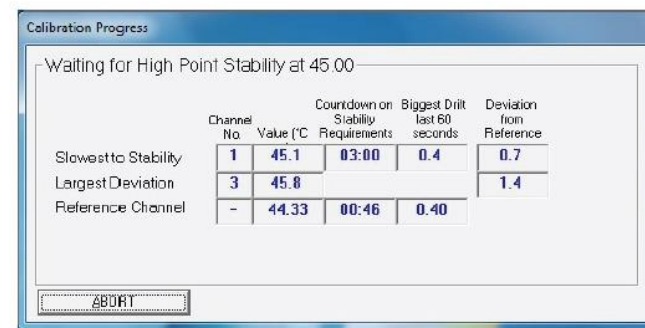 Calibration Progress
Waiting for High Point Stability at 45.00
Channel No. Value (°C Countdown on Stability Requirements Biggest Drift last 60 seconds Deviation from Reference
Slowest to Stability 1 45.1 03:00 0.4 0.7
Largest Deviation 3 45.8 1.4
Reference Channel - 44.33 00:46 0.40
ABORT